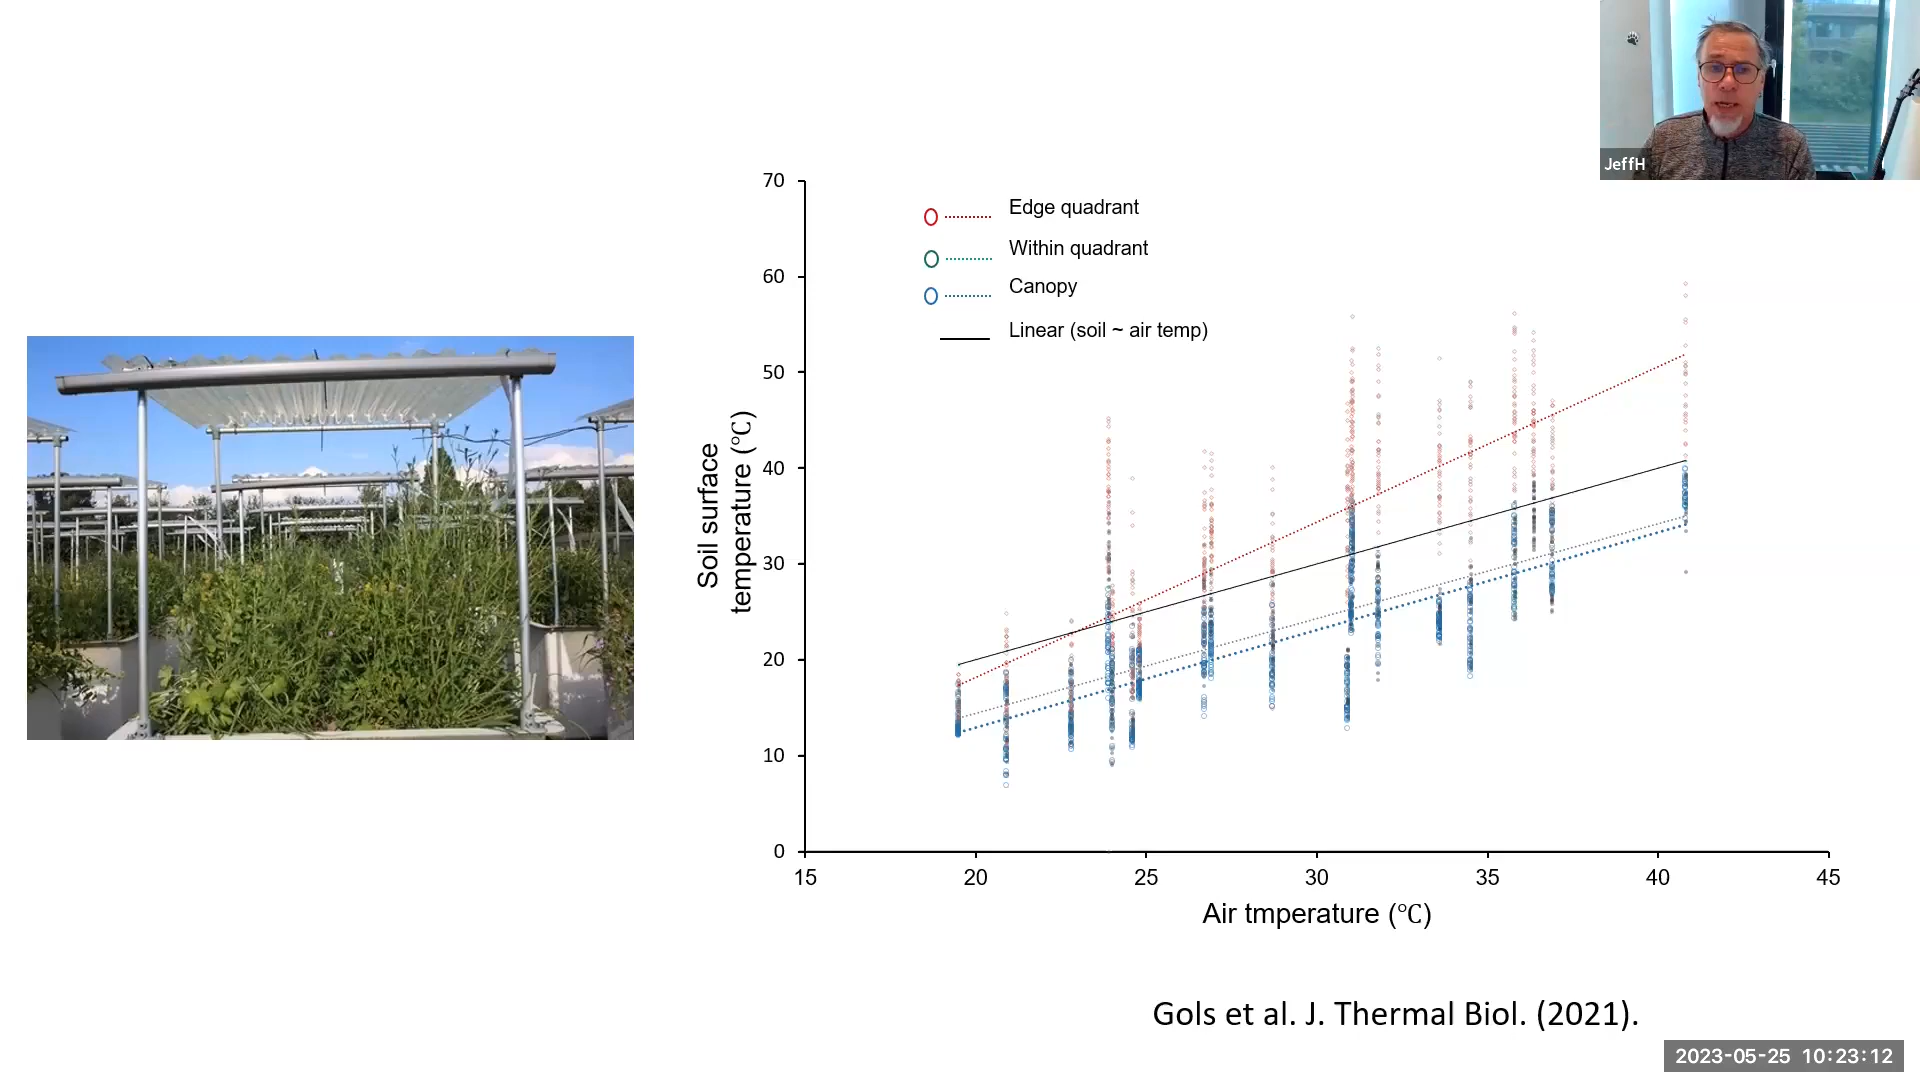 JeffH
70
60
50
40
30
20
10
0
Soil surface
temperature (℃)
Edge quadrant
Within quadrant
Canopy
Linear (soil ~ air temp)
15 20 25 30 35 40 45
Air tmperature (℃)
Gols et al. J. Thermal Biol. (2021).
2023-05-25 10:23:12